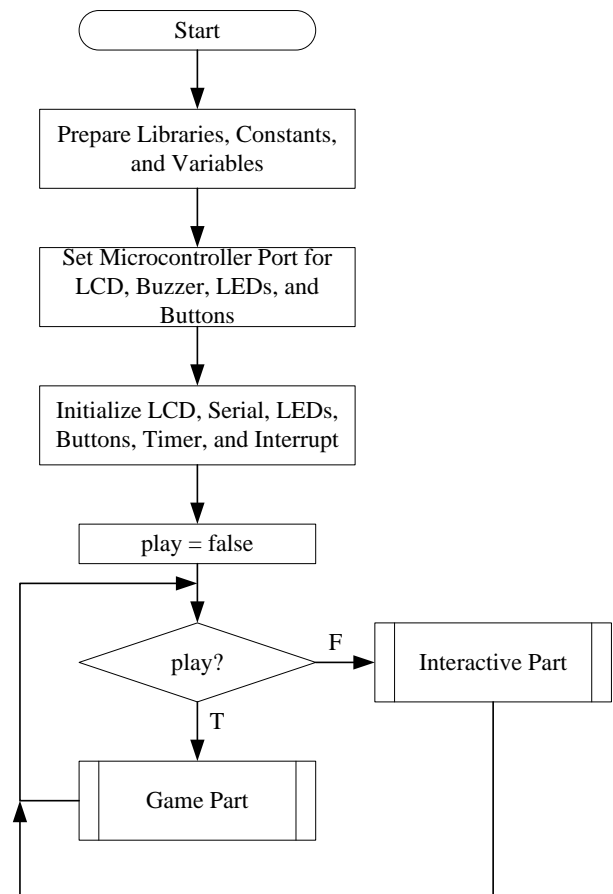 Start
Prepare Libraries, Constants,
and Variables
Set Microcontroller Port for
LCD, Buzzer, LEDs, and
Buttons
Initialize LCD, Serial, LEDs,
Buttons, Timer, and Interrupt
play = false
play?
F
Interactive Part
T
Game Part